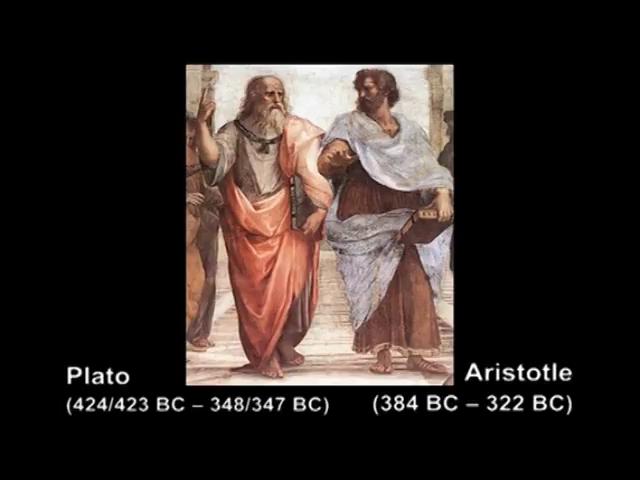 Plato
(424/423 BC – 348/347 BC)
Aristotle
(384 BC – 322 BC)